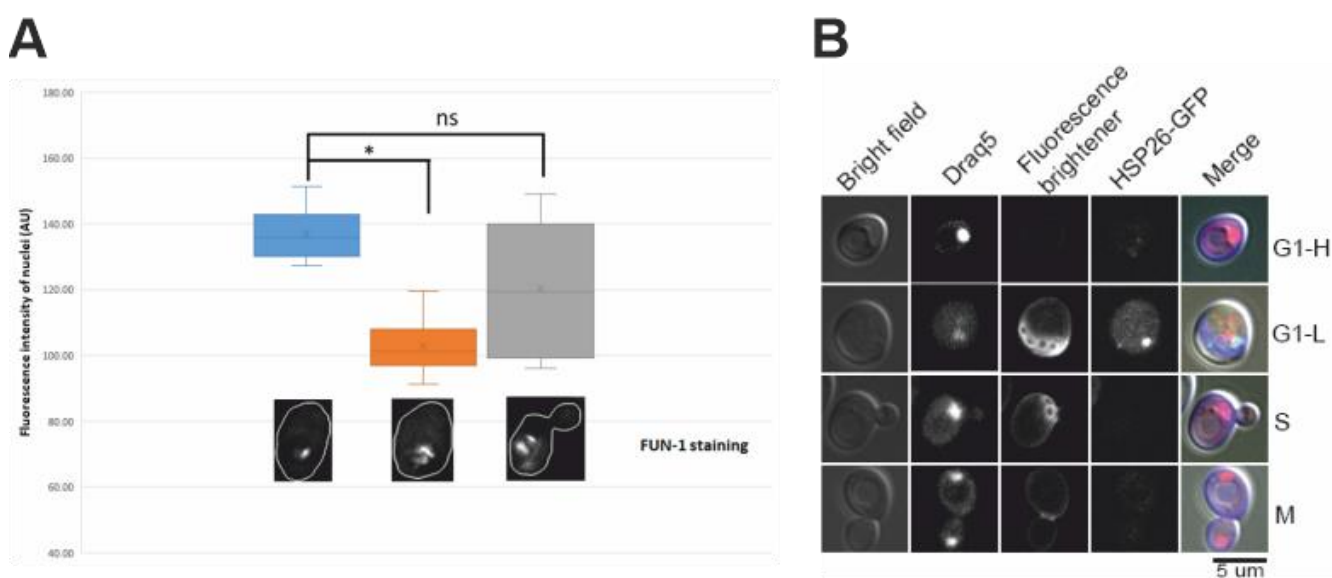 A
B
180.00
160.00
140.00
120.00
100.00
80.00
60.00
40.00
Fluorescence intensity of nuclei (AU)
ns
*
FUN-1 staining
Bright field
Draq5
Fluorescence
brightener
HSP26-GFP
Merge
G1-H
G1-L
S
M
5 um